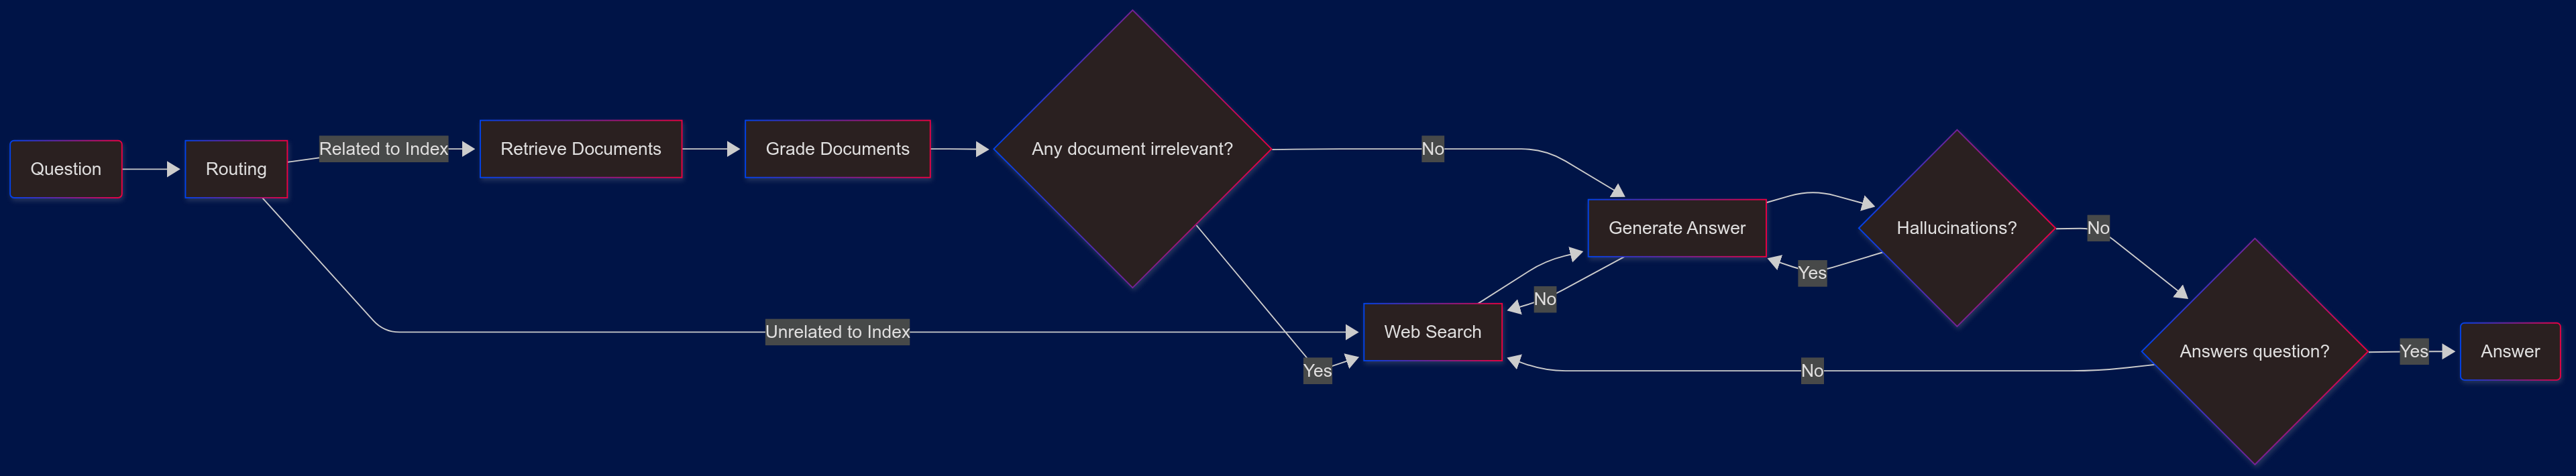 Question
Routing
Related to Index
Retrieve Documents
Grade Documents
Any document irrelevant?
No
Generate Answer
Hallucinations?
No
Yes
No
Unrelated to Index
Web Search
Yes
No
Answers question?
Yes
Answer